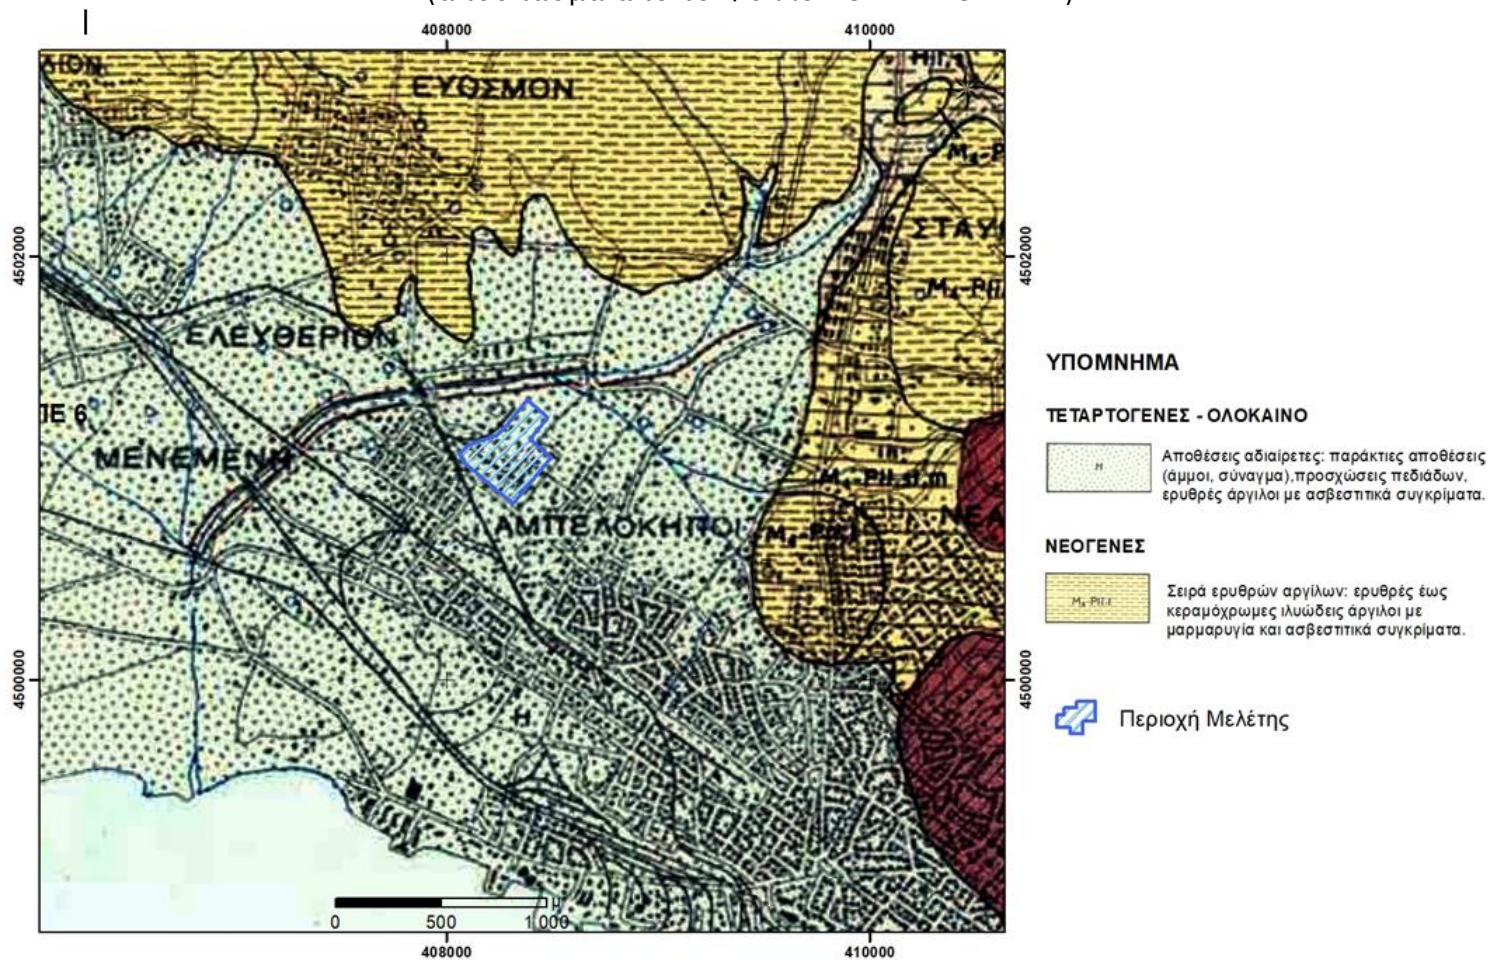 408000
410000
ΕΥΟΣΜΟΝ
4502000
4502000
ΕΛΕΥΘΕΡΙΟΝ
ΠΕ 6
ΜΕΝΕΜΕΝΗ
ΑΜΠΕΛΟΚΗΠΟΙ
H
4500000
4500000
0 500 1 000
408000
410000
ΥΠΟΜΝΗΜΑ
ΤΕΤΑΡΤΟΓΕΝΕΣ - ΟΛΟΚΑΙΝΟ
H
Αποθέσεις αδιαίρετες: παράκτιες αποθέσεις
(άμμοι, σύναγμα),προσχώσεις πεδιάδων,
ερυθρές άργιλοι με ασβεστιτικά συγκρίματα.
ΝΕΟΓΕΝΕΣ
Σειρά ερυθρών αργίλων: ερυθρές έως
κεραμόχρωμες ιλυώδεις άργιλοι με
μαρμαρυγία και ασβεστιτικά συγκρίματα.
Περιοχή Μελέτης